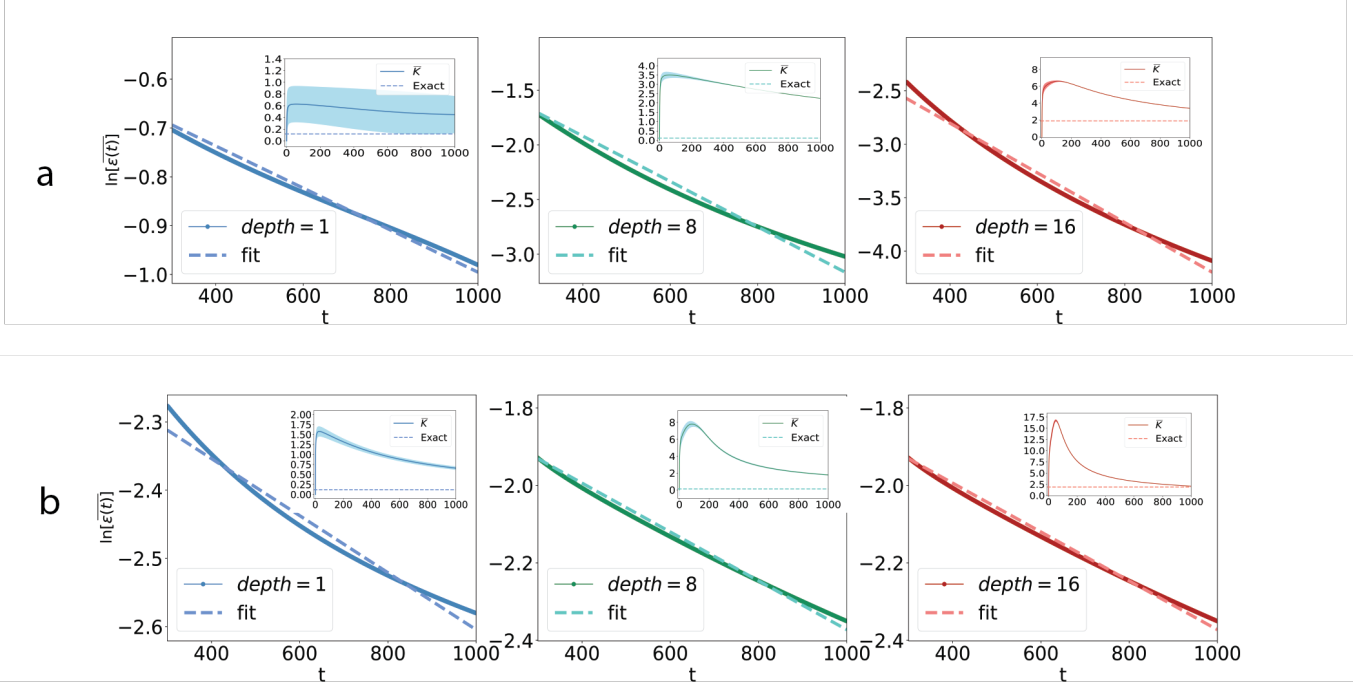 a
ln[ε(t)]
−0.6
−0.7
−0.8
−0.9
−1.0
400 600 800 1000
t
depth = 1
fit
1.4
1.2
1.0
0.8
0.6
0.4
0.2
0.0
0 200 400 600 800 1000
K
Exact
−1.5
−2.0
−2.5
−3.0
400 600 800 1000
t
depth = 8
fit
4.0
3.5
3.0
2.5
2.0
1.5
1.0
0.5
0.0
0 200 400 600 800 1000
K
Exact
−2.5
−3.0
−3.5
−4.0
400 600 800 1000
t
depth = 16
fit
8
6
4
2
0
0 200 400 600 800 1000
K
Exact
b
ln[ε(t)]
−2.3
−2.4
−2.5
−2.6
400 600 800 1000
t
depth = 1
fit
2.00
1.75
1.50
1.25
1.00
0.75
0.50
0.25
0.00
0 200 400 600 800 1000
K
Exact
−1.8
−2.0
−2.2
−2.4
400 600 800 1000
t
depth = 8
fit
8
6
4
2
0
0 200 400 600 800 1000
K
Exact
−1.8
−2.0
−2.2
−2.4
400 600 800 1000
t
depth = 16
fit
17.5
15.0
12.5
10.0
7.5
5.0
2.5
0.0
0 200 400 600 800 1000
K
Exact